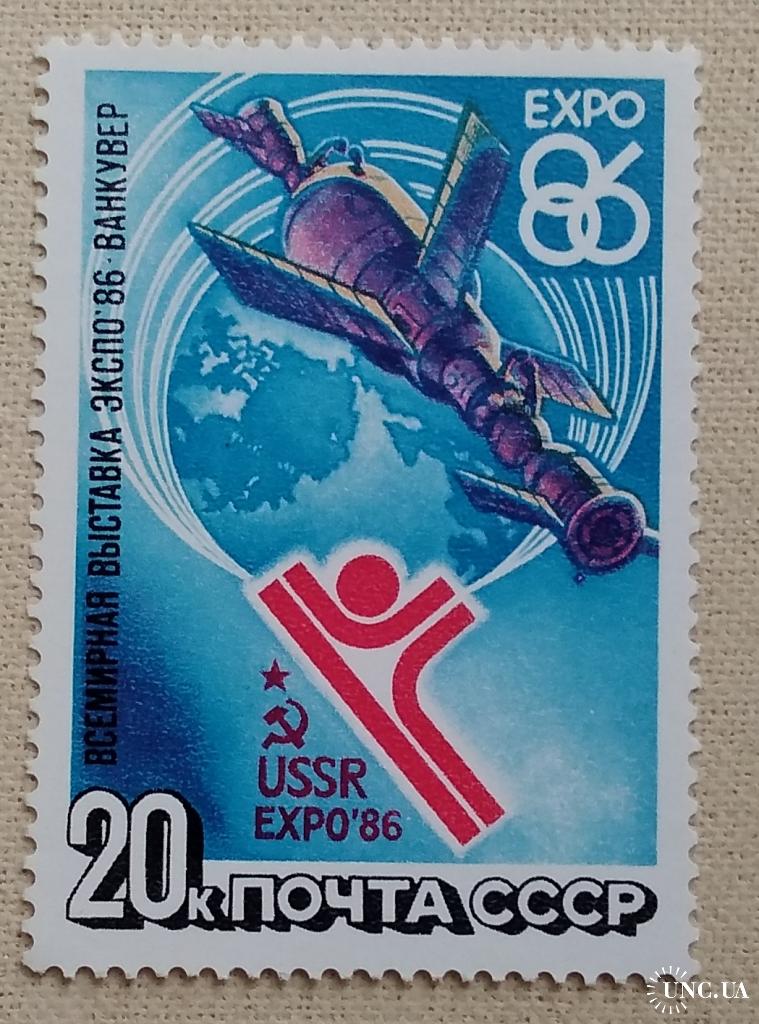 EXPO
86
ВСЕМИРНАЯ ВЫСТАВКА ЭКСПО'86 · ВАНКУВЕР
USSR
EXPO'86
20к ПОЧТА СССР
UNC.UA